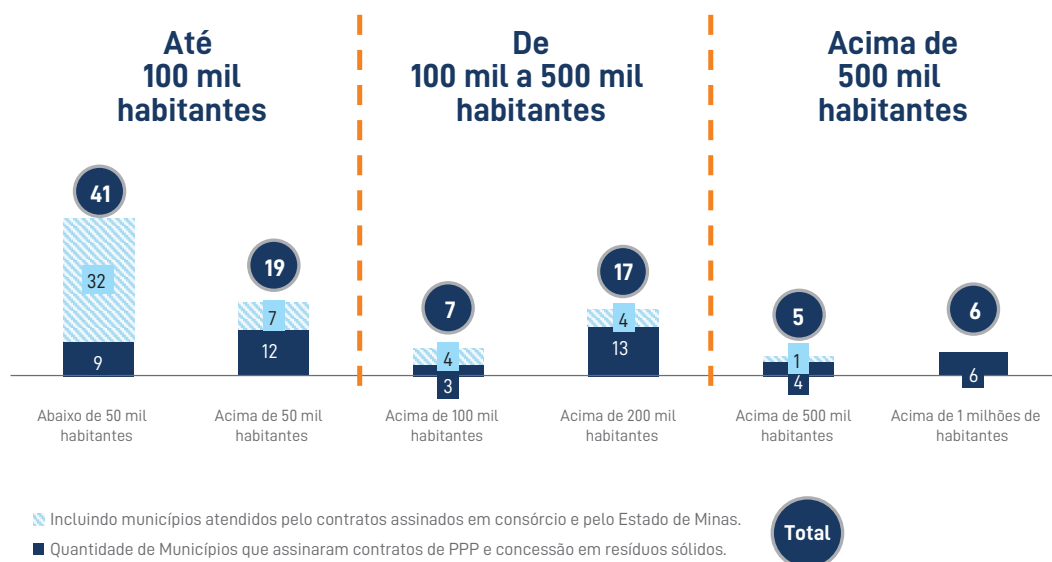 Até
100 mil
habitantes
De
100 mil a 500 mil
habitantes
Acima de
500 mil
habitantes
41
32
9
19
7
12
7
4
3
17
4
13
5
1
4
6
6
Abaixo de 50 mil
habitantes
Acima de 50 mil
habitantes
Acima de 100 mil
habitantes
Acima de 200 mil
habitantes
Acima de 500 mil
habitantes
Acima de 1 milhões de
habitantes
Incluindo municípios atendidos pelo contratos assinados em consórcio e pelo Estado de Minas.
Quantidade de Municípios que assinaram contratos de PPP e concessão em resíduos sólidos.
Total